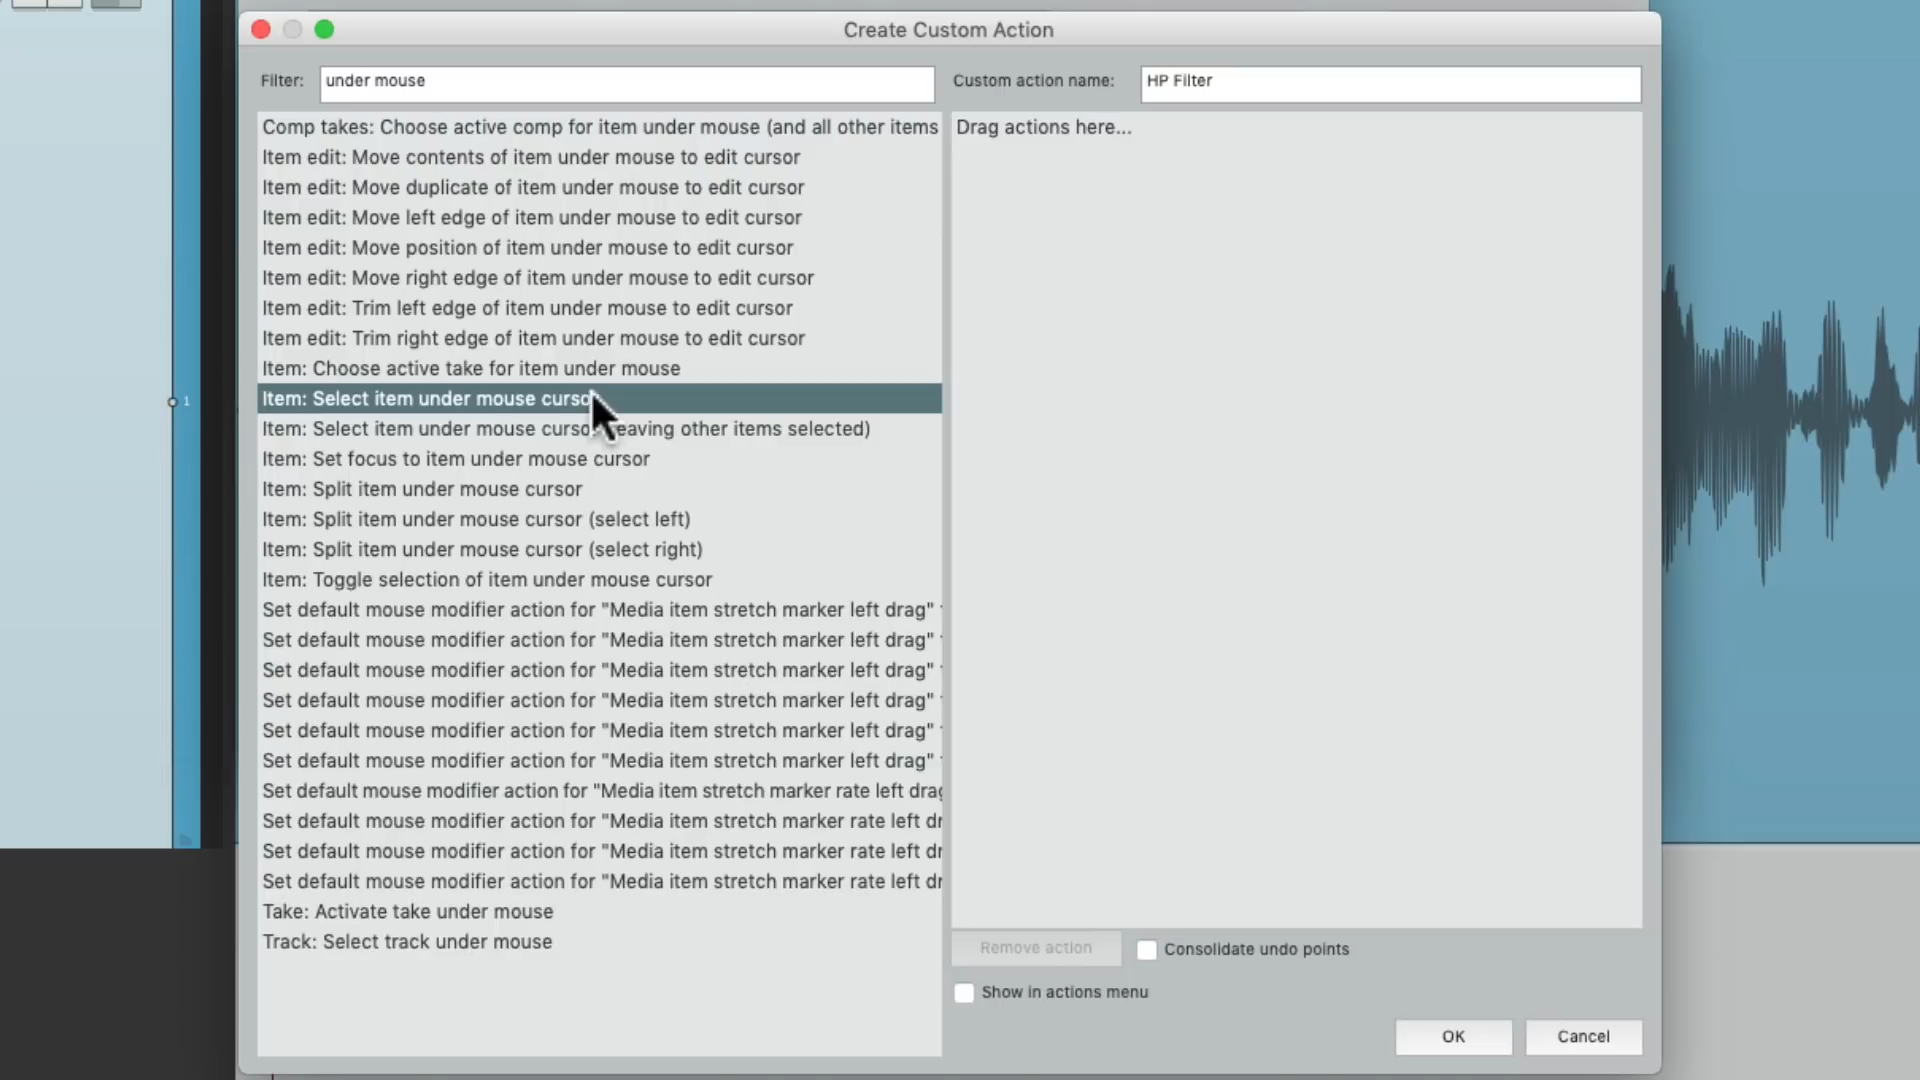 Create Custom Action
Filter:
under mouse
Custom action name:
HP Filter
Comp takes: Choose active comp for item under mouse (and all other items
Item edit: Move contents of item under mouse to edit cursor
Item edit: Move duplicate of item under mouse to edit cursor
Item edit: Move left edge of item under mouse to edit cursor
Item edit: Move position of item under mouse to edit cursor
Item edit: Move right edge of item under mouse to edit cursor
Item edit: Trim left edge of item under mouse to edit cursor
Item edit: Trim right edge of item under mouse to edit cursor
Item: Choose active take for item under mouse
Item: Select item under mouse curso
Item: Select item under mouse curso eaving other items selected)
Item: Set focus to item under mouse cursor
Item: Split item under mouse cursor
Item: Split item under mouse cursor (select left)
Item: Split item under mouse cursor (select right)
Item: Toggle selection of item under mouse cursor
Set default mouse modifier action for "Media item stretch marker left drag"
Set default mouse modifier action for "Media item stretch marker left drag"
Set default mouse modifier action for "Media item stretch marker left drag"
Set default mouse modifier action for "Media item stretch marker left drag"
Set default mouse modifier action for "Media item stretch marker left drag"
Set default mouse modifier action for "Media item stretch marker left drag"
Set default mouse modifier action for "Media item stretch marker rate left drag
Set default mouse modifier action for "Media item stretch marker rate left dr
Set default mouse modifier action for "Media item stretch marker rate left dr
Set default mouse modifier action for "Media item stretch marker rate left dr
Take: Activate take under mouse
Track: Select track under mouse
Drag actions here...
Remove action
Consolidate undo points
Show in actions menu
OK
Cancel
1